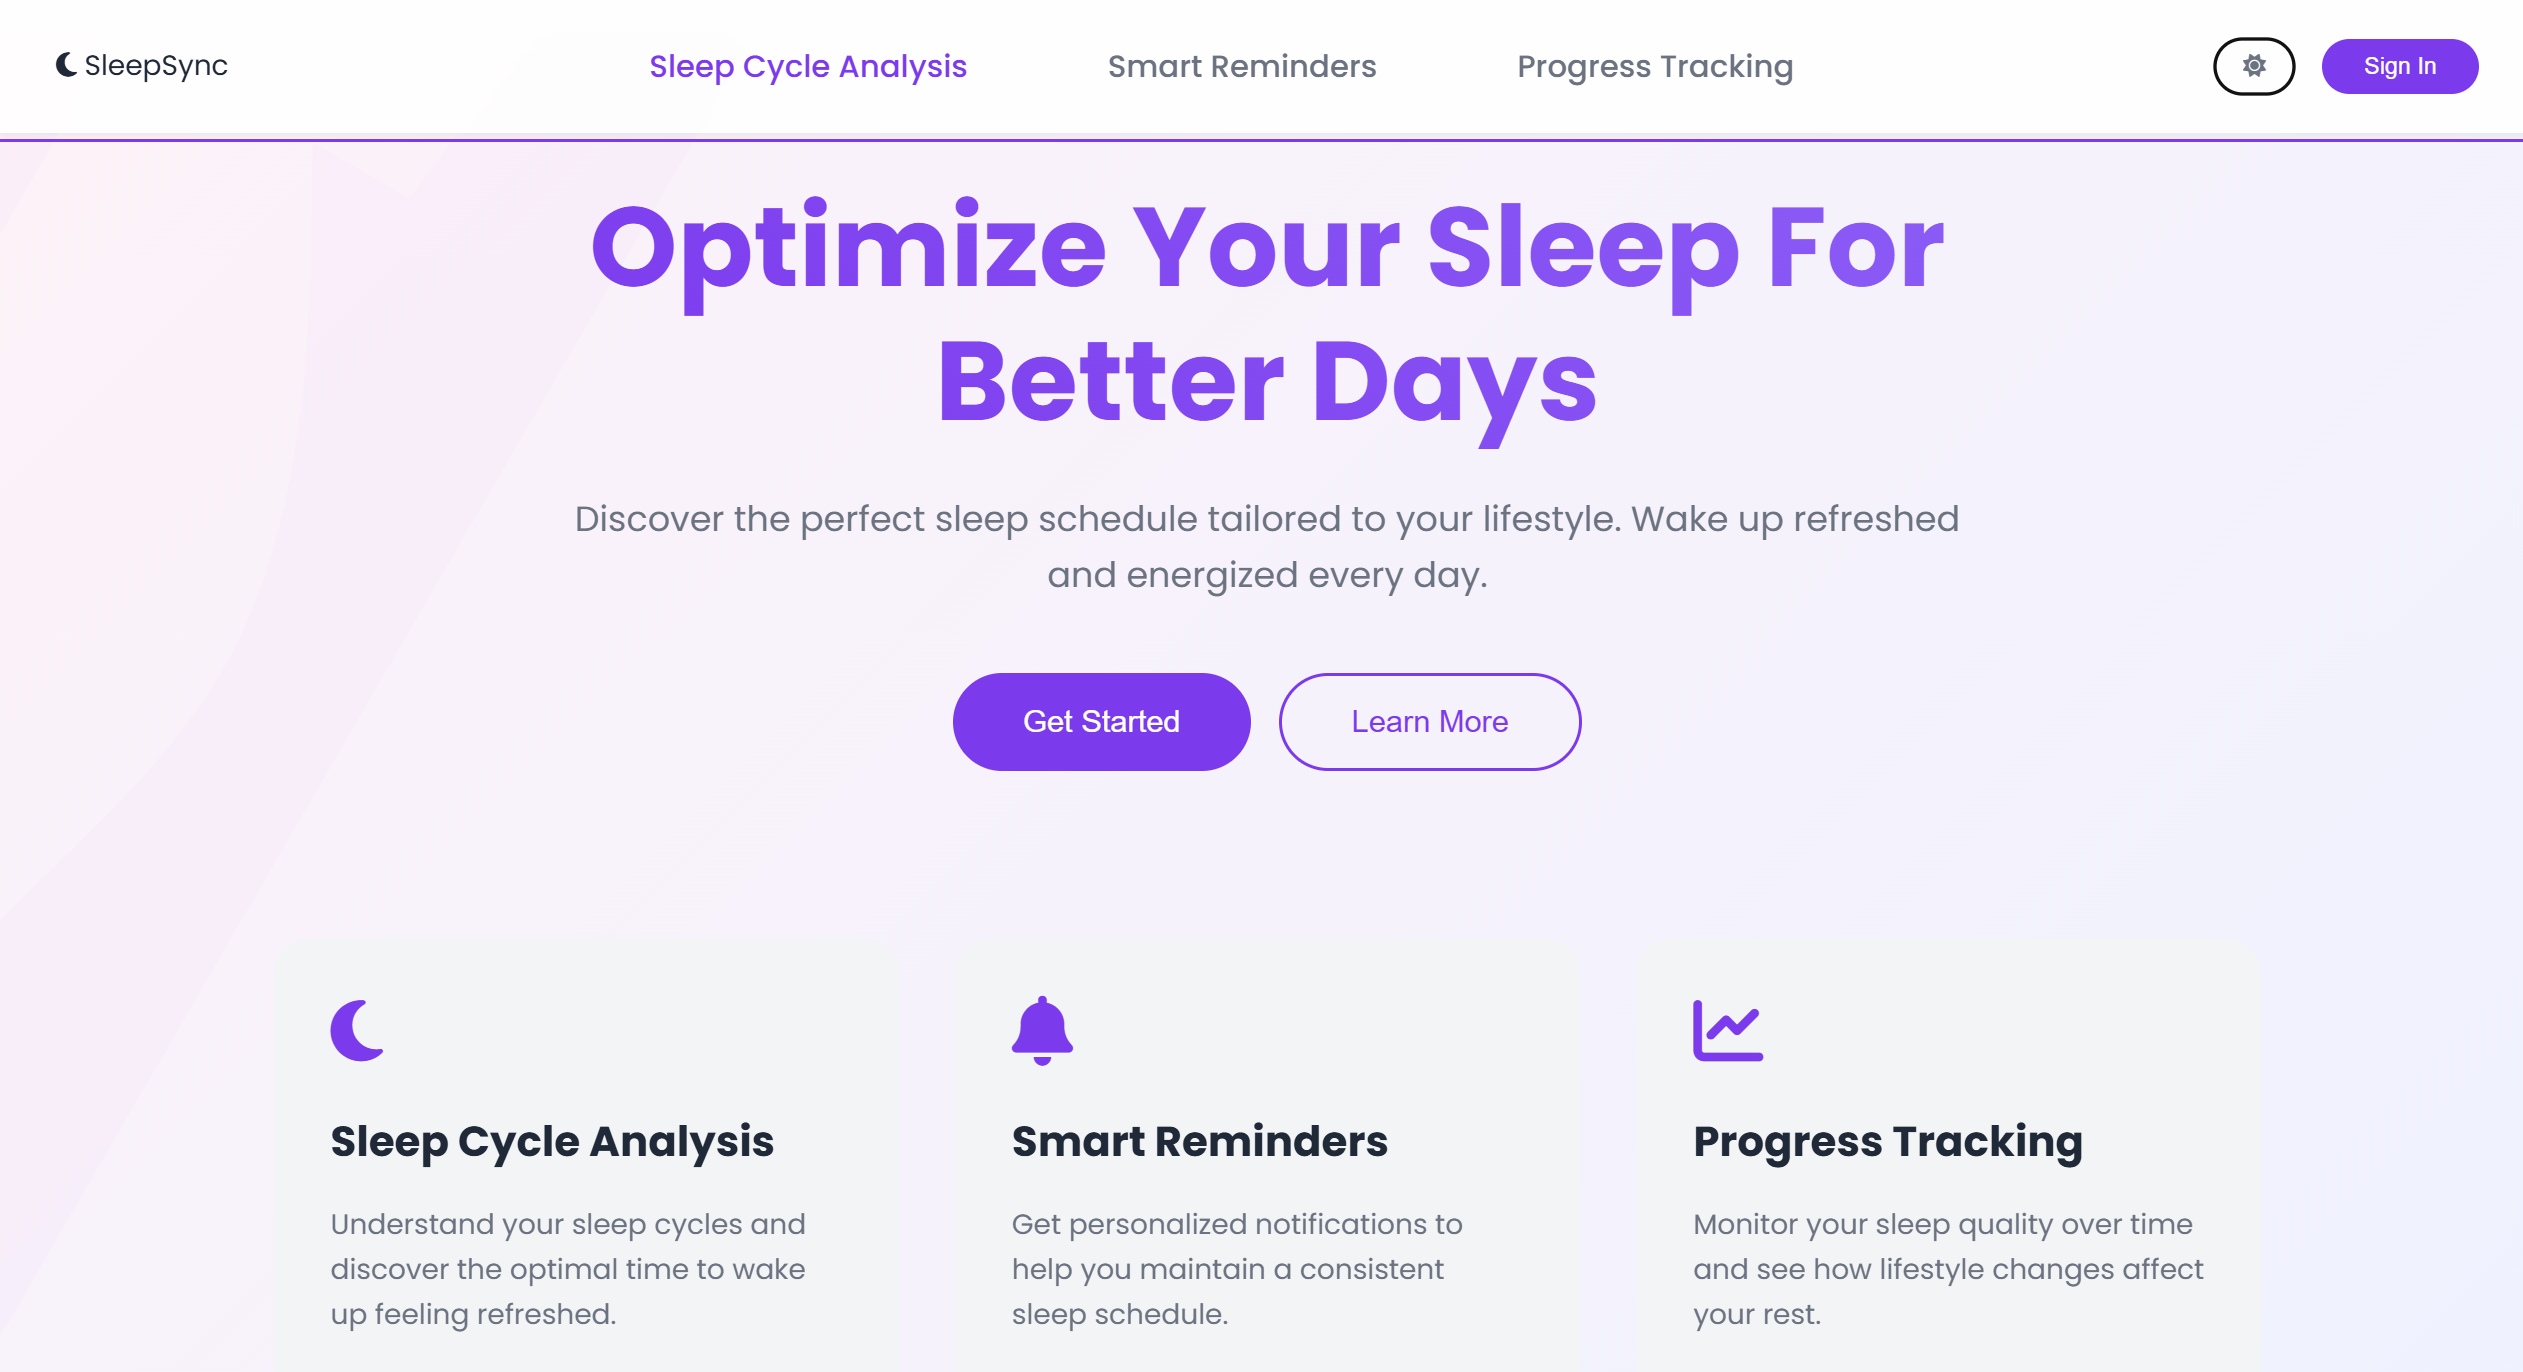 SleepSync
Sleep Cycle Analysis
Smart Reminders
Progress Tracking
Sign In
Optimize Your Sleep For
Better Days
Discover the perfect sleep schedule tailored to your lifestyle. Wake up refreshed
and energized every day.
Get Started
Learn More
Sleep Cycle Analysis
Understand your sleep cycles and
discover the optimal time to wake
up feeling refreshed.
Smart Reminders
Get personalized notifications to
help you maintain a consistent
sleep schedule.
Progress Tracking
Monitor your sleep quality over time
and see how lifestyle changes affect
your rest.